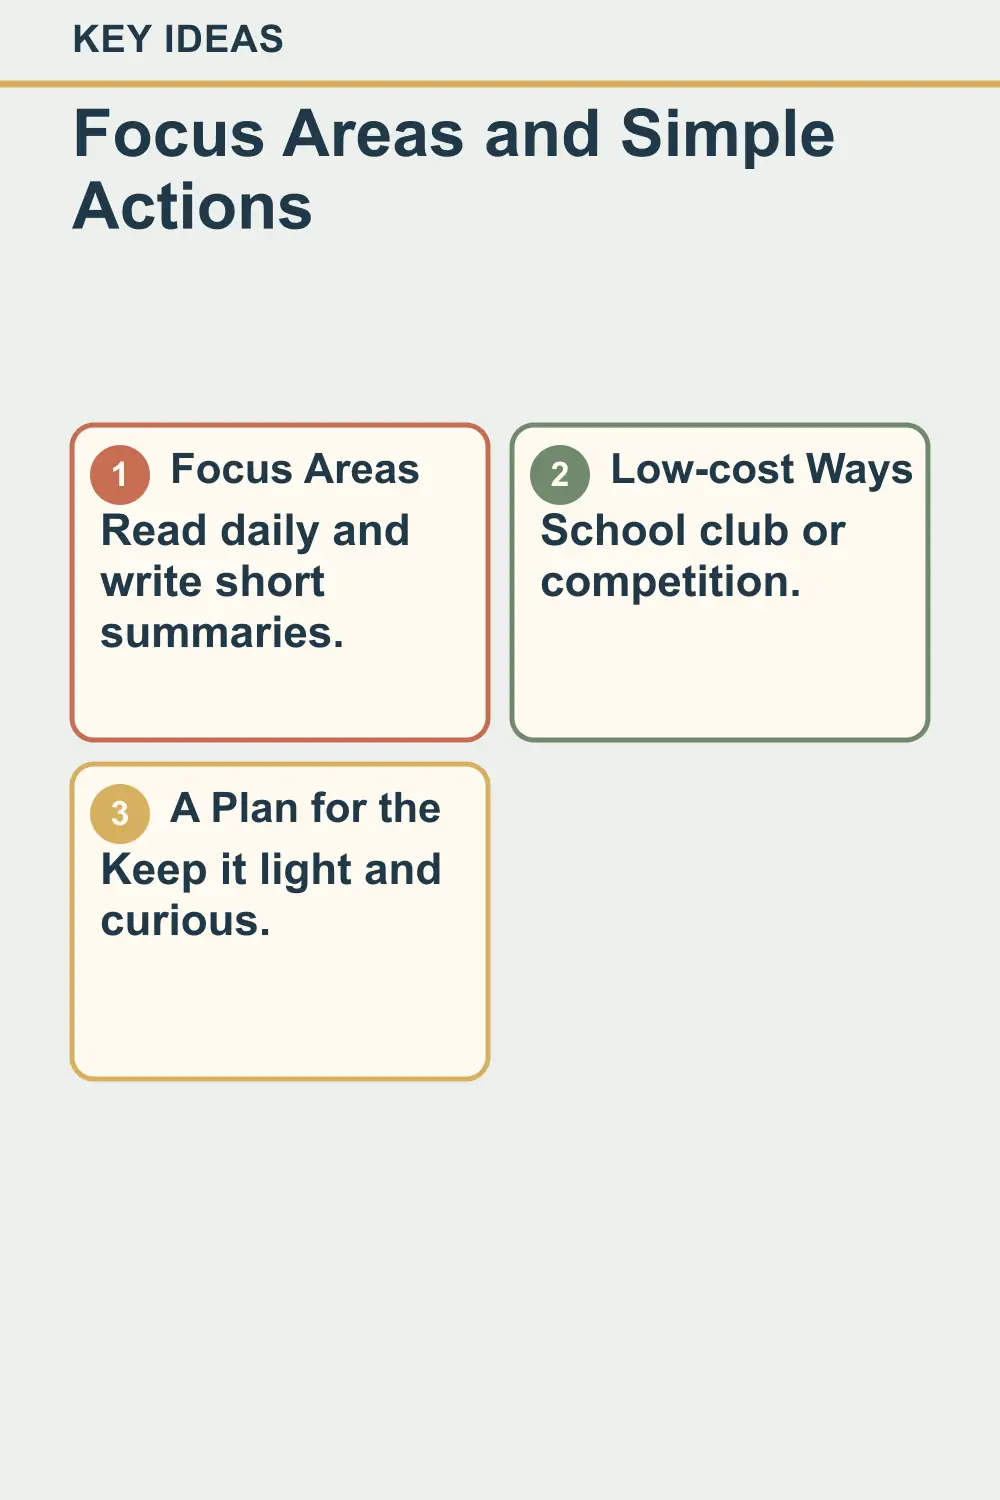 KEY IDEAS
Focus Areas and Simple
Actions
1 Focus Areas
Read daily and
write short
summaries.
2 Low-cost Ways
School club or
competition.
3 A Plan for the
Keep it light and
curious.